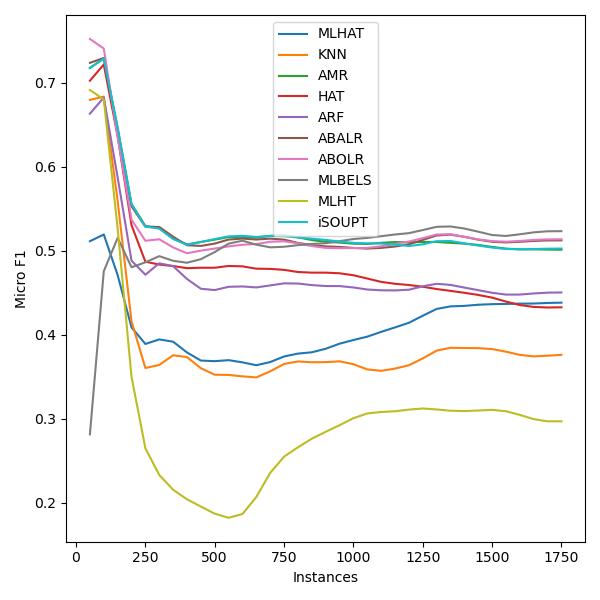 MLHAT
KNN
AMR
HAT
ARF
ABALR
ABOLR
MLBELS
MLHT
iSOUPT
0.7
0.6
0.5
0.4
0.3
0.2
Micro F1
0 250 500 750 1000 1250 1500 1750
Instances